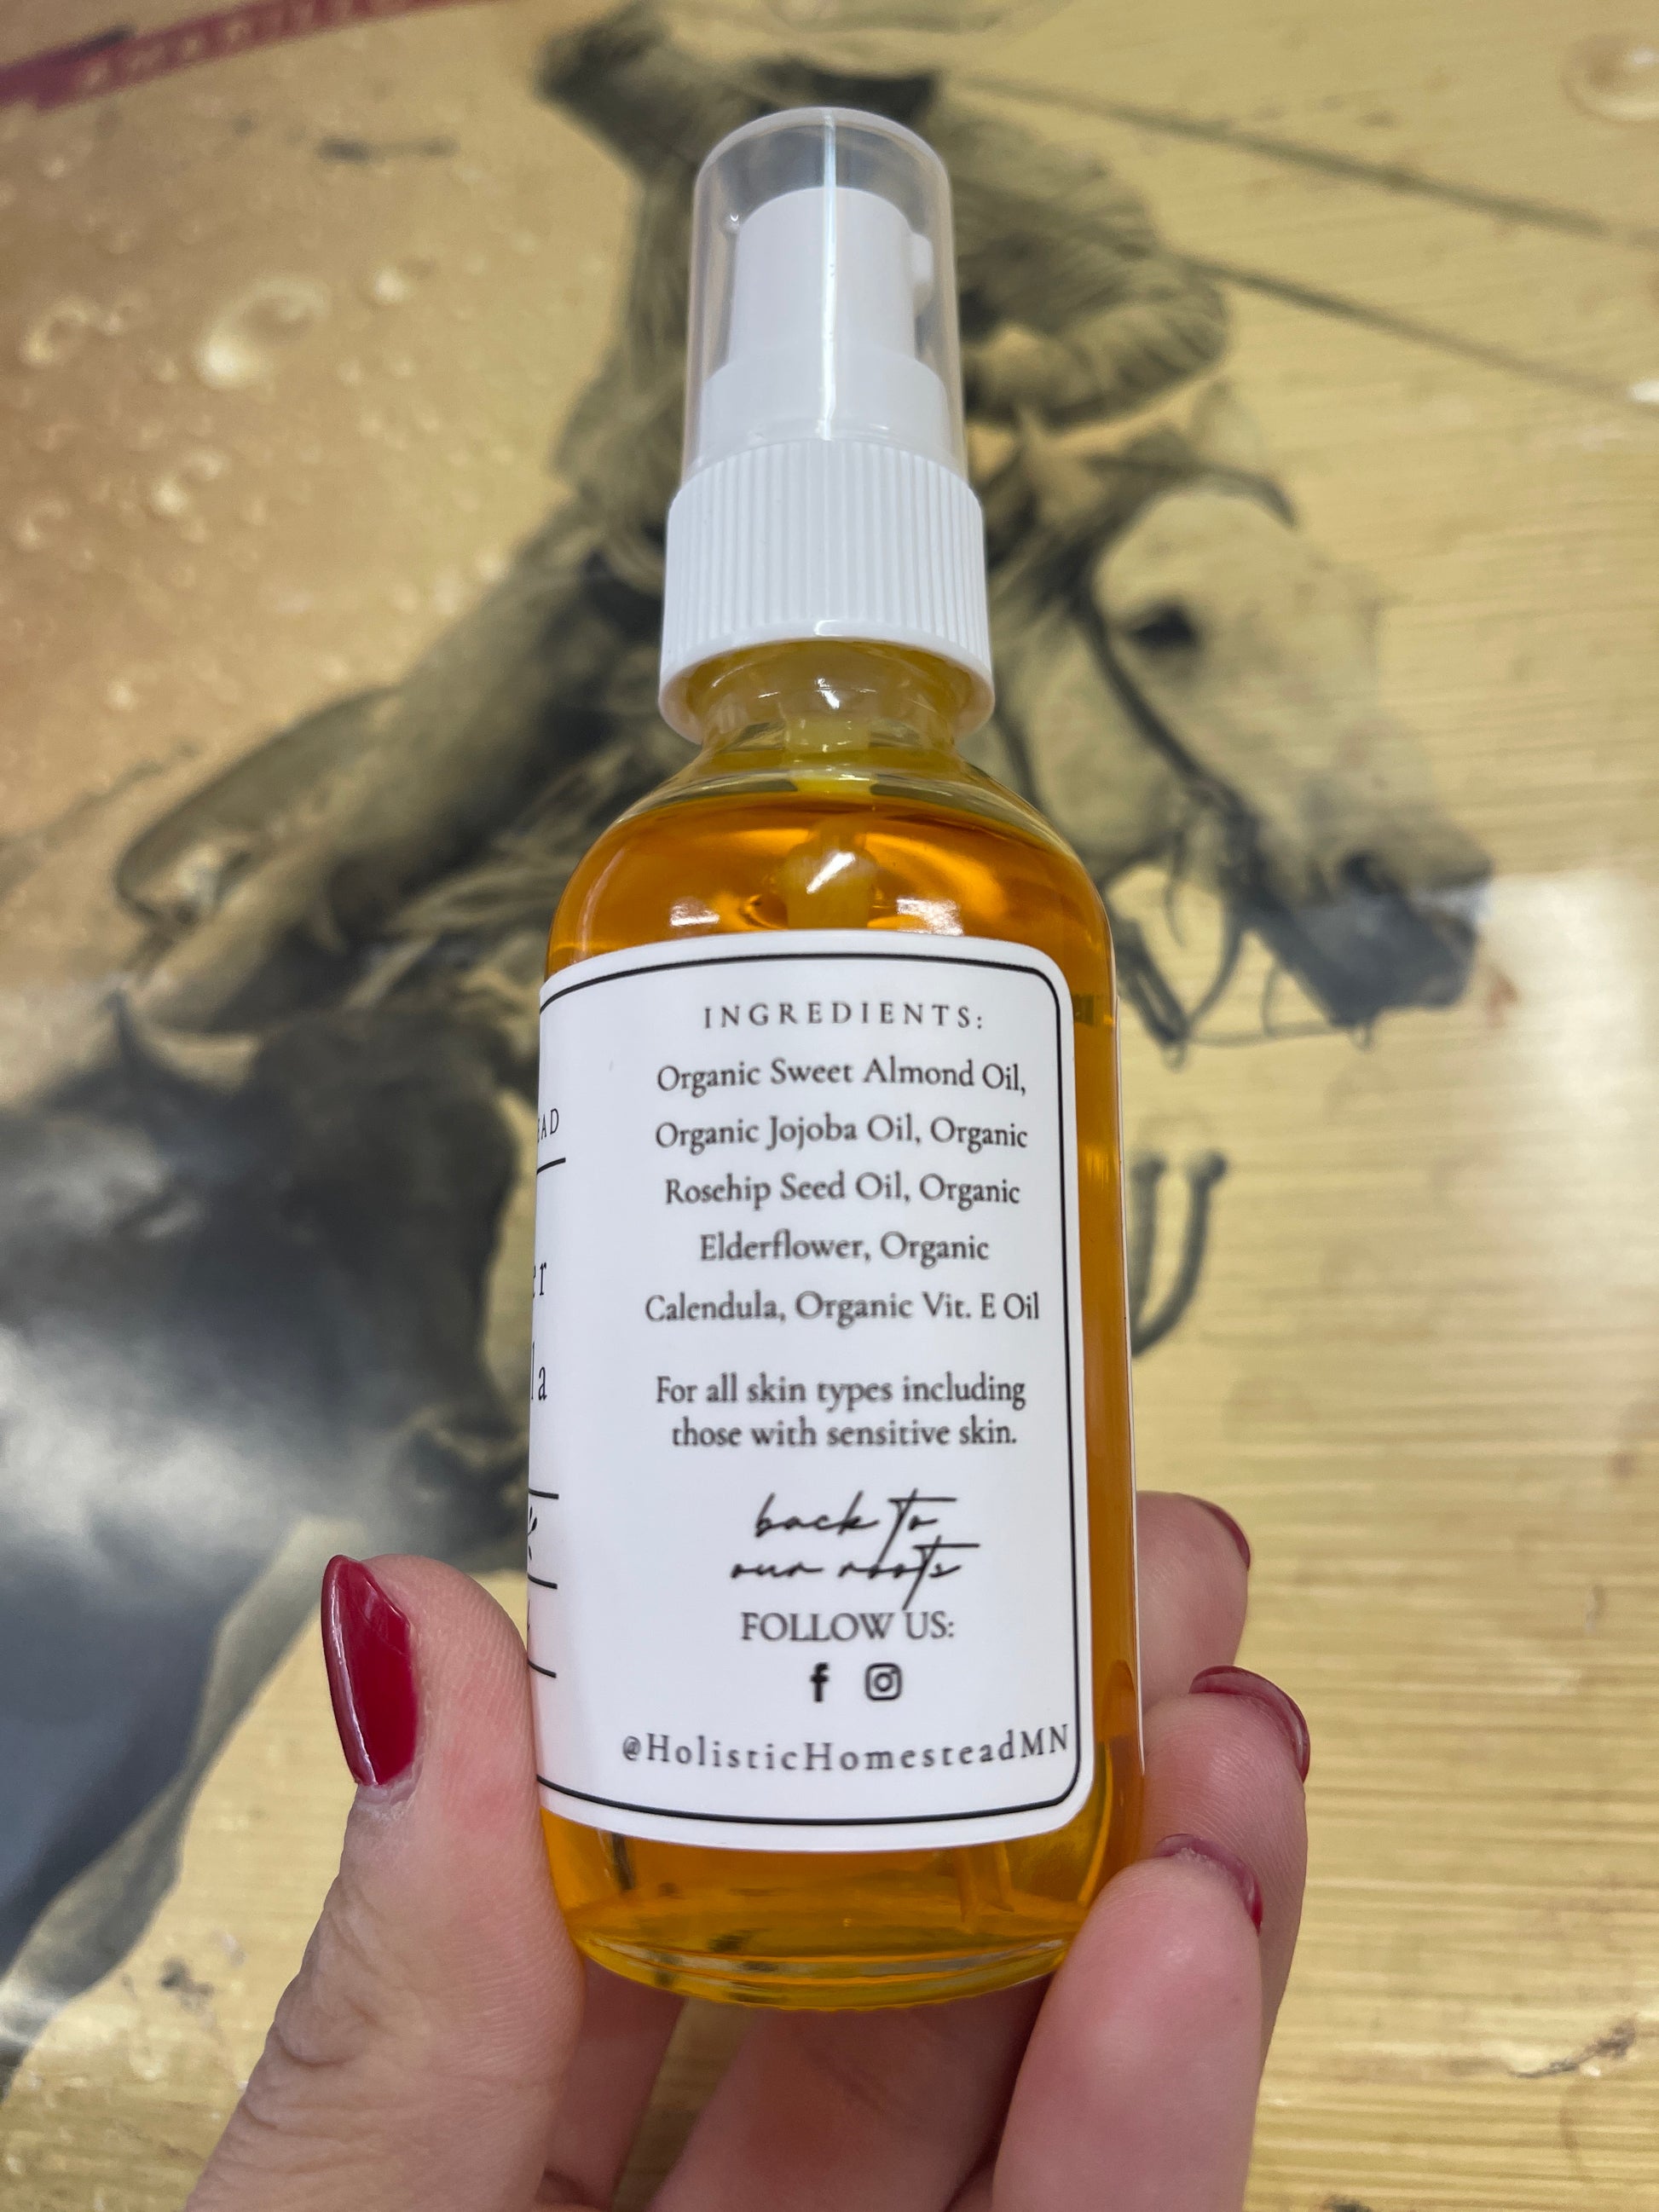 INGREDIENTS:
Organic Sweet Almond Oil,
Organic Jojoba Oil, Organic
Rosehip Seed Oil, Organic
Elderflower, Organic
Calendula, Organic Vit. E Oil
For all skin types including
those with sensitive skin.
back to
our roots
FOLLOW US:
@HolisticHomesteadMN